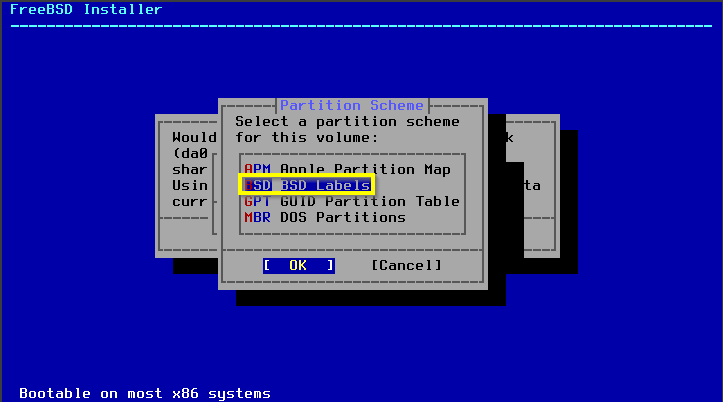 FreeBSD Installer
Partition Scheme
Select a partition scheme
for this volume:
APM Apple Partition Map
BSD BSD Labels
GPT GUID Partition Table
MBR DOS Partitions
[ OK ] [Cancel]
Would
k
(da0
shar
Usin
ta
curr
Bootable on most x86 systems